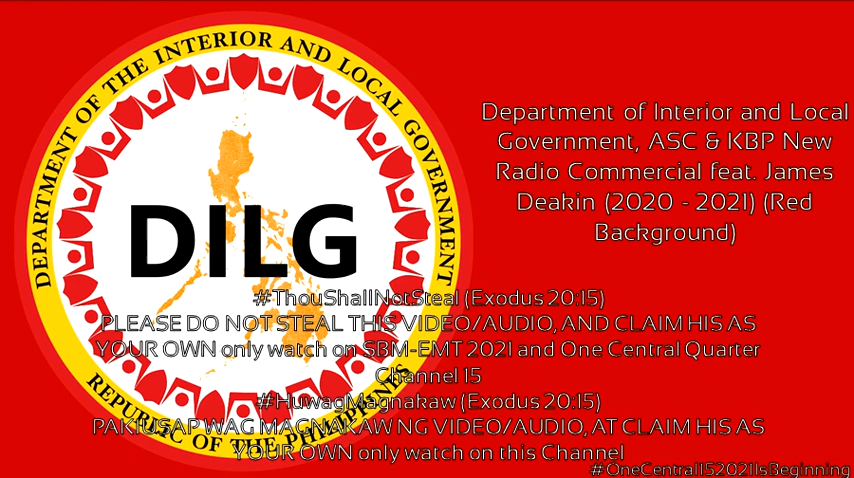 DEPARTMENT OF THE INTERIOR AND LOCAL GOVERNMENT
DILG
REPUBLIC OF THE PHILIPPINES
Department of Interior and Local
Government, ASC & KBP New
Radio Commercial feat. James
Deakin (2020 - 2021) (Red
Background)
#ThouShallNotSteal (Exodus 20:15)
PLEASE DO NOT STEAL THIS VIDEO/AUDIO, AND CLAIM HIS AS
YOUR OWN only watch on SBM-EMT 2021 and One Central Quarter
Channel 15
#HuwagMagnakaw (Exodus 20:15)
PAKIUSAP WAG MAGNAKAW NG VIDEO/AUDIO, AT CLAIM HIS AS
YOUR OWN only watch on this Channel
#OneCentral152021IsBeginning